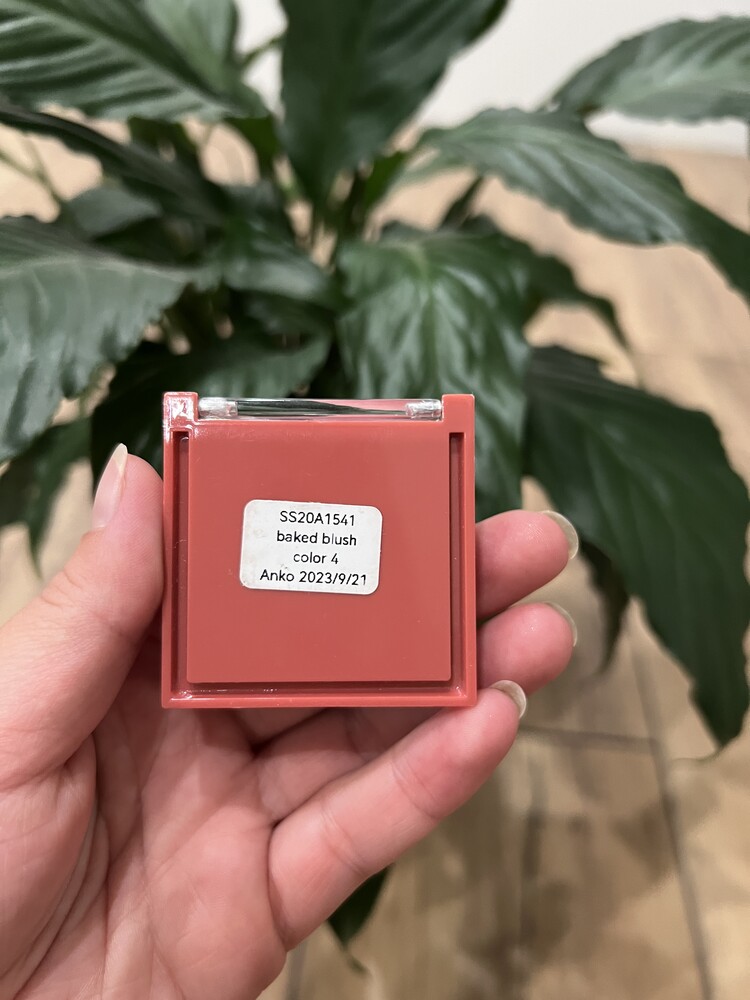 SS20A1541
baked blush
color 4
Anko 2023/9/21